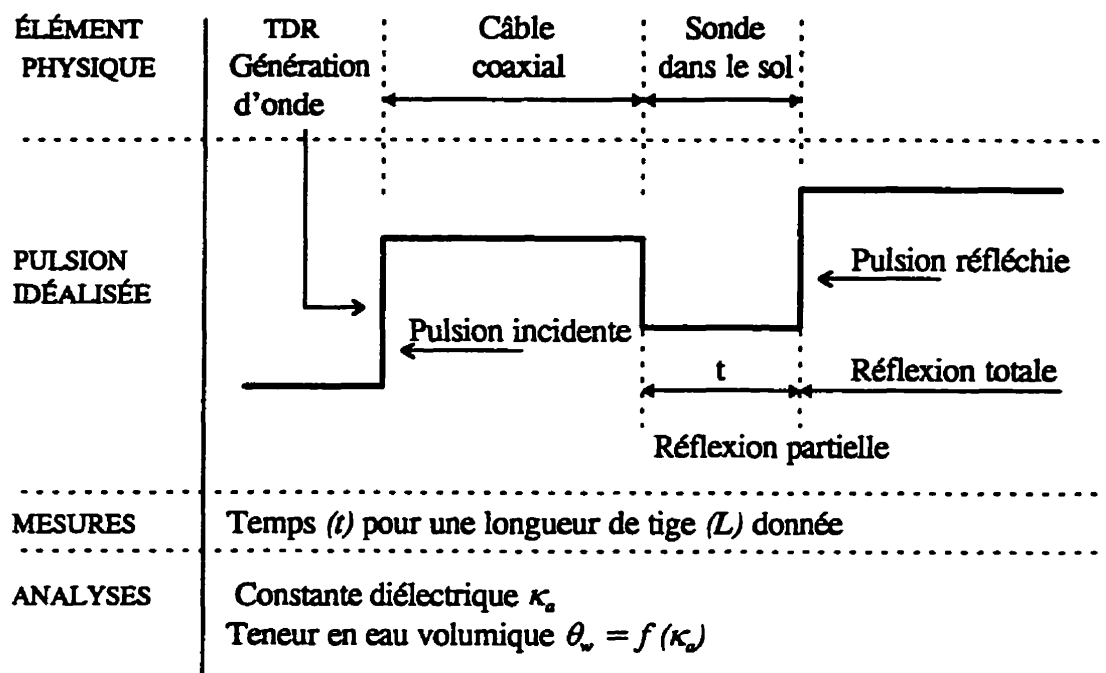 ÉLÉMENT
PHYSIQUE
TDR
Génération
d'onde
Câble
coaxial
Sonde
dans le sol
PULSION
IDÉALISÉE
Pulsion incidente
Pulsion réfléchie
t
Réflexion totale
Réflexion partielle
MESURES
Temps (t) pour une longueur de tige (L) donnée
ANALYSES
Constante diélectrique κₐ
Teneur en eau volumique θ_w = f (κₐ)